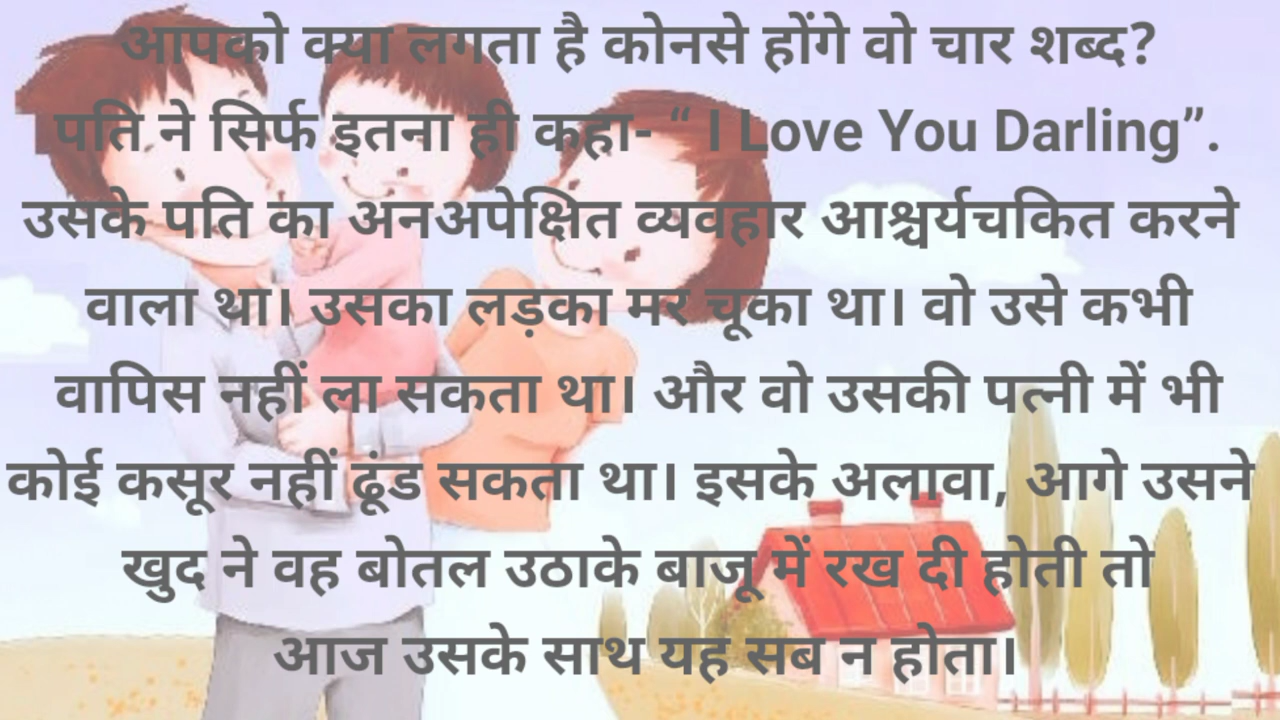 आपको क्या लगता है कोनसे होंगे वो चार शब्द?
पति ने सिर्फ इतना ही कहा- “ I Love You Darling”.
उसके पति का अनअपेक्षित व्यवहार आश्चर्यचकित करने
वाला था। उसका लड़का मर चूका था। वो उसे कभी
वापिस नहीं ला सकता था। और वो उसकी पत्नी में भी
कोई कसूर नहीं ढूंड सकता था। इसके अलावा, आगे उसने
खुद ने वह बोतल उठाके बाजू में रख दी होती तो
आज उसके साथ यह सब न होता।